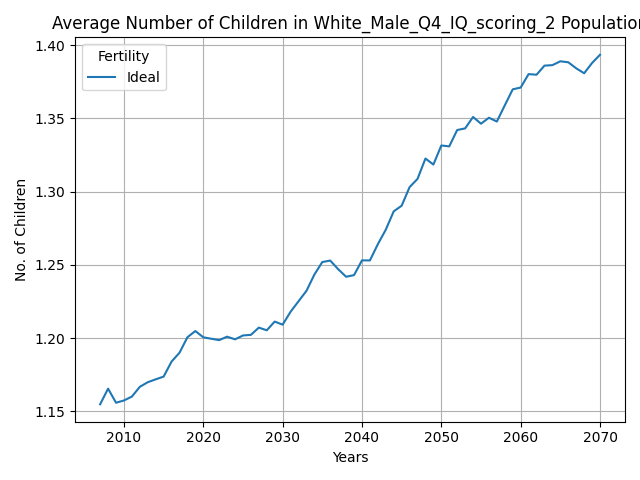 Average Number of Children in White_Male_Q4_IQ_scoring_2 Population
Fertility
Ideal
1.40
1.35
1.30
1.25
1.20
1.15
No. of Children
2010 2020 2030 2040 2050 2060 2070
Years